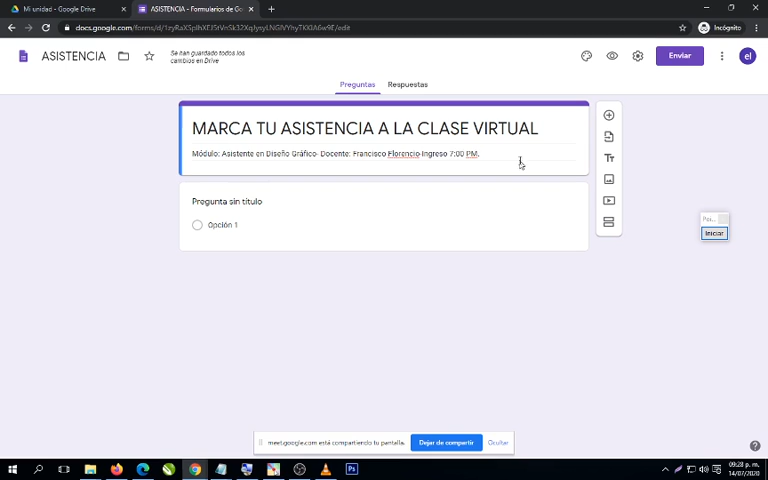 Mi unidad - Google Drive
ASISTENCIA - Formularios de Go
docs.google.com/forms/d/
/edit
Incógnito
ASISTENCIA
Se han guardado todos los
cambios en Drive
Enviar
el
Preguntas
Respuestas
MARCA TU ASISTENCIA A LA CLASE VIRTUAL
Módulo: Asistente en Diseño Gráfico- Docente: Francisco Florencio-Ingreso 7:00 PM.
Pregunta sin título
Opción 1
Iniciar
meet.google.com está compartiendo tu pantalla.
Dejar de compartir
Ocultar
Ps
09:28 p. m.
14/07/2020